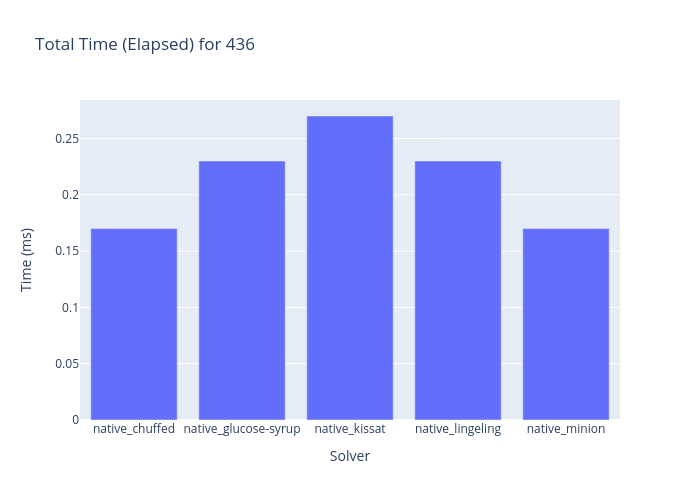 Total Time (Elapsed) for 436
Time (ms)
0.25
0.2
0.15
0.1
0.05
0
native_chuffed native_glucose-syrup native_kissat native_lingeling native_minion
Solver